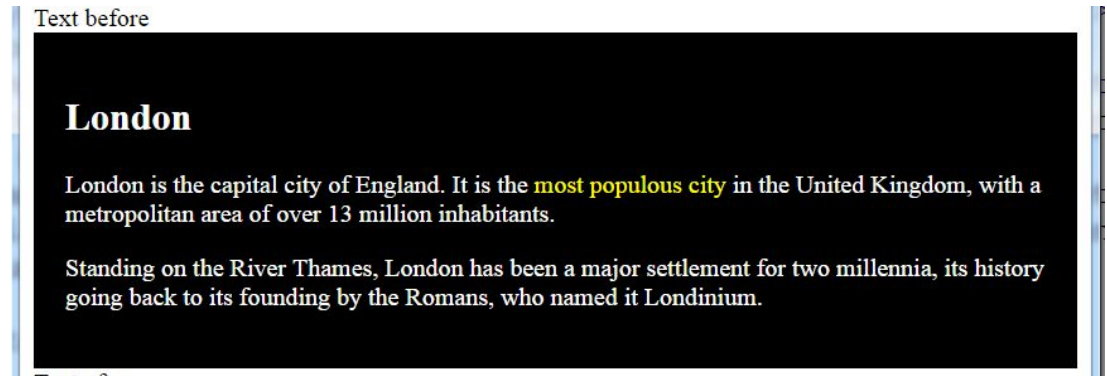 Text before
London
London is the capital city of England. It is the most populous city in the United Kingdom, with a
metropolitan area of over 13 million inhabitants.
Standing on the River Thames, London has been a major settlement for two millennia, its history
going back to its founding by the Romans, who named it Londinium.